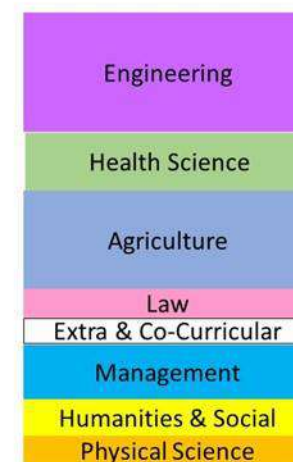 Engineering
Health Science
Agriculture
Law
Extra & Co-Curricular
Management
Humanities & Social
Physical Science